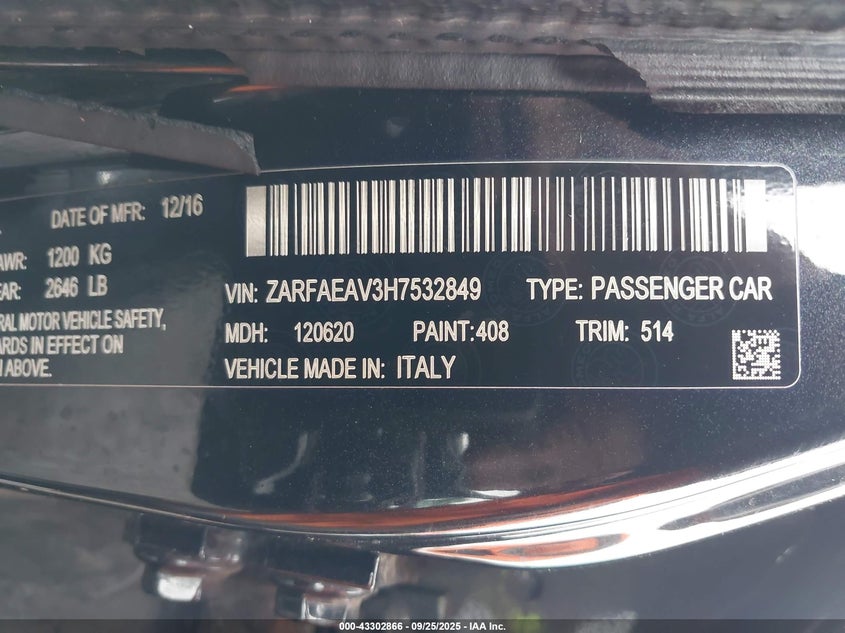 DATE OF MFR: 12/16
AWR: 1200 KG
EAR: 2646 LB
RAL MOTOR VEHICLE SAFETY,
ARDS IN EFFECT ON
ABOVE.
VIN: ZARFAEAV3H7532849 TYPE: PASSENGER CAR
MDH: 120620 PAINT: 408 TRIM: 514
VEHICLE MADE IN: ITALY
000-43302866 - 09/25/2025 - IAA Inc.